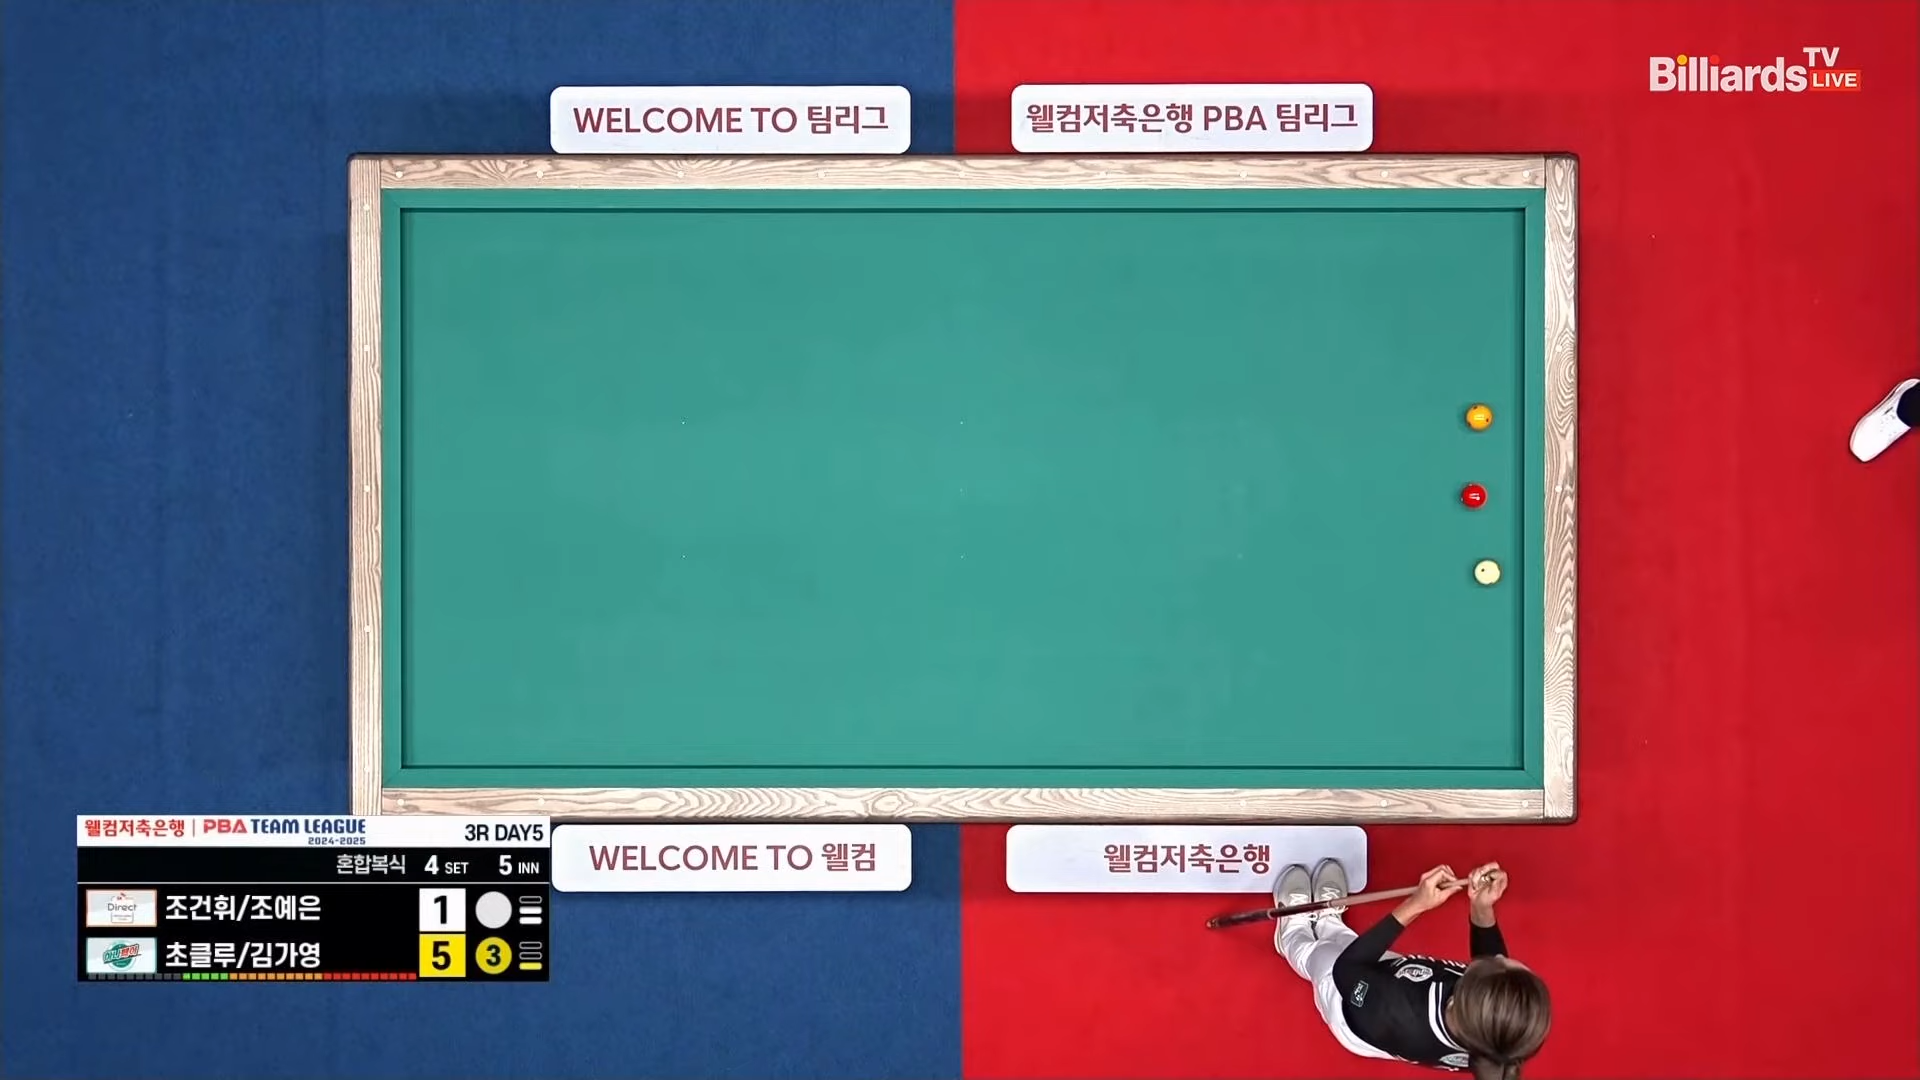 BilliardsTV LIVE
WELCOME TO 팀리그
웰컴저축은행 PBA 팀리그
웰컴저축은행 | PBA TEAM LEAGUE 2024-2025 3R DAY5
혼합복식 4 SET 5 INN
Direct 조건휘/조예은 1
초클루/김가영 5 3
WELCOME TO 웰컴
웰컴저축은행